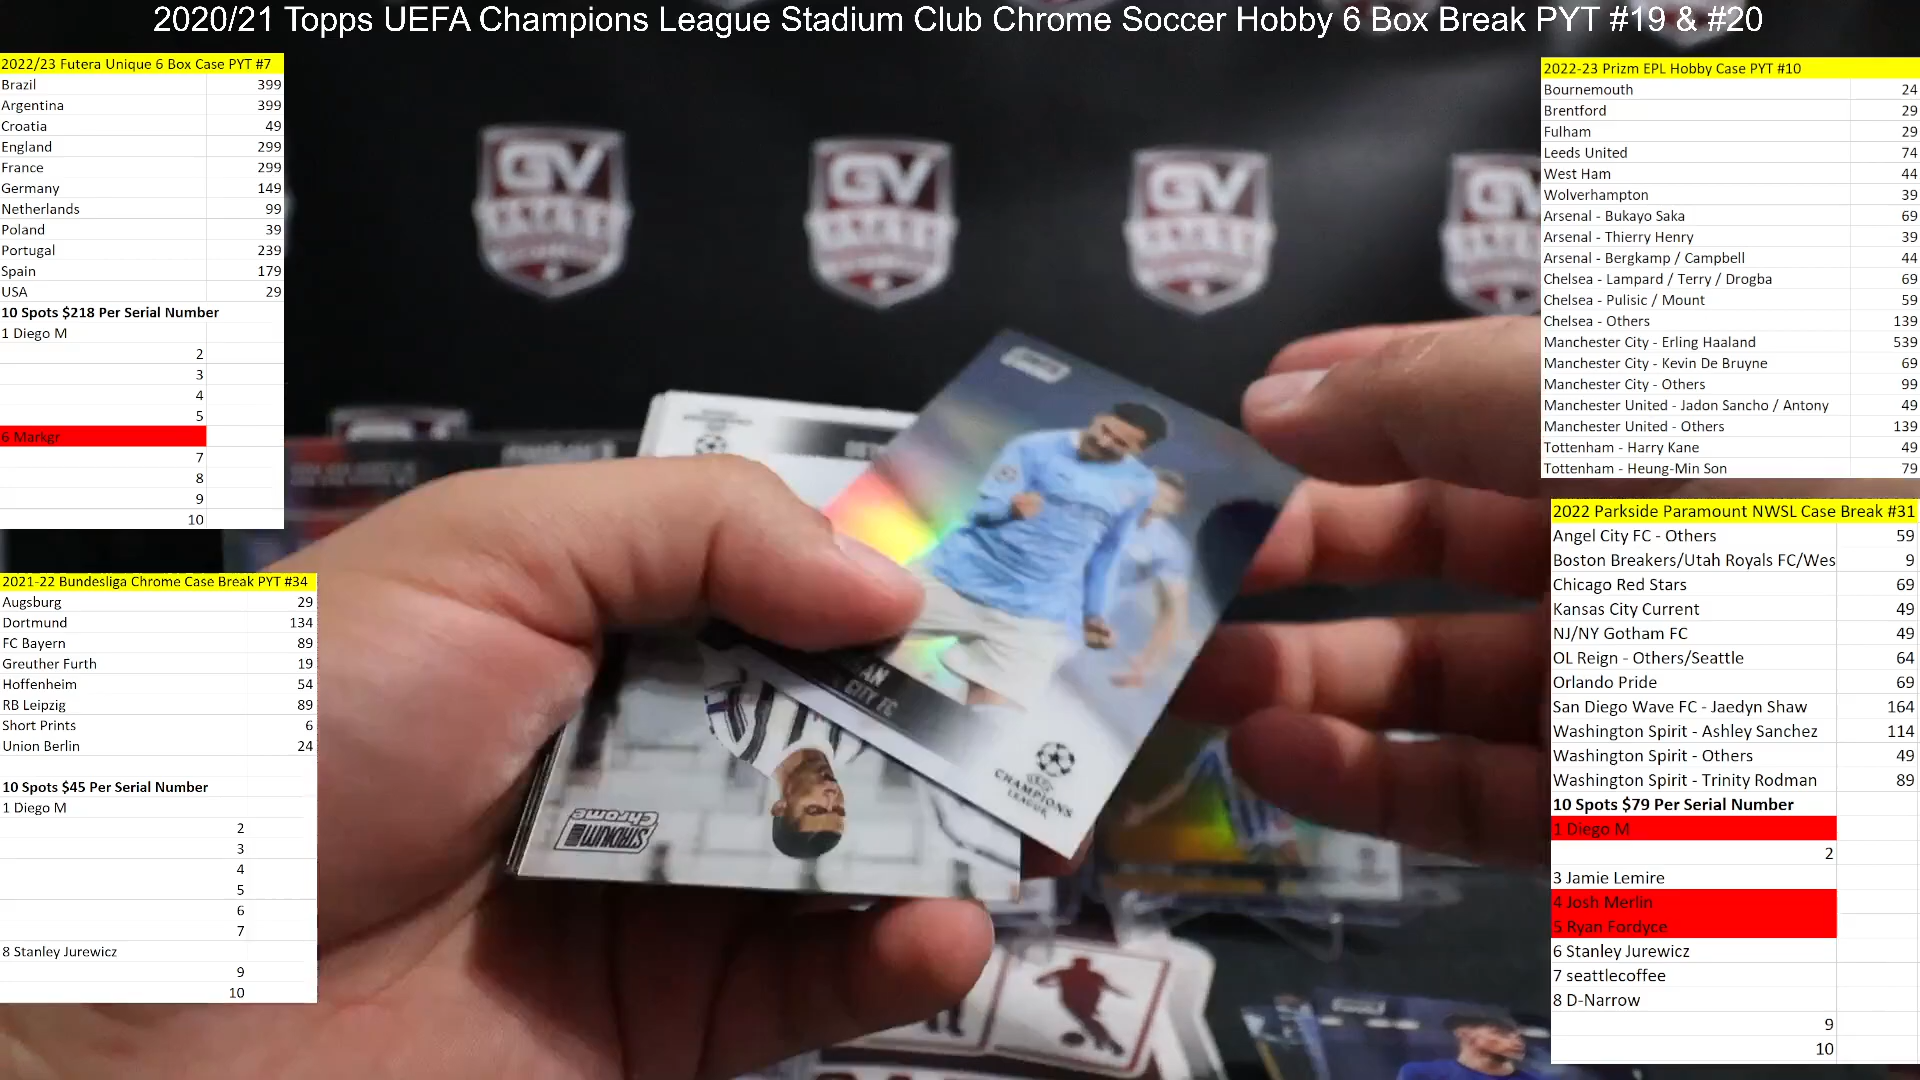 2020/21 Topps UEFA Champions League Stadium Club Chrome Soccer Hobby 6 Box Break PYT #19 & #20
2022/23 Futera Unique 6 Box Case PYT #7
Brazil 399
Argentina 399
Croatia 49
England 299
France 299
Germany 149
Netherlands 99
Poland 39
Portugal 239
Spain 179
USA 29
10 Spots $218 Per Serial Number
1 Diego M
2
3
4
5
6 Markgr
7
8
9
10
2021-22 Bundesliga Chrome Case Break PYT #34
Augsburg 29
Dortmund 134
FC Bayern 89
Greuther Furth 19
Hoffenheim 54
RB Leipzig 89
Short Prints 6
Union Berlin 24
10 Spots $45 Per Serial Number
1 Diego M
2
3
4
5
6
7
8 Stanley Jurewicz
9
10
GV
GV
GV
GV
AN
CITY FC
CHAMPIONS
LEAGUE
STADIUM
Chrome
2022-23 Prizm EPL Hobby Case PYT #10
Bournemouth 24
Brentford 29
Fulham 29
Leeds United 74
West Ham 44
Wolverhampton 39
Arsenal - Bukayo Saka 69
Arsenal - Thierry Henry 39
Arsenal - Bergkamp / Campbell 44
Chelsea - Lampard / Terry / Drogba 69
Chelsea - Pulisic / Mount 59
Chelsea - Others 139
Manchester City - Erling Haaland 539
Manchester City - Kevin De Bruyne 69
Manchester City - Others 99
Manchester United - Jadon Sancho / Antony 49
Manchester United - Others 139
Tottenham - Harry Kane 49
Tottenham - Heung-Min Son 79
2022 Parkside Paramount NWSL Case Break #31
Angel City FC - Others 59
Boston Breakers/Utah Royals FC/Wes 9
Chicago Red Stars 69
Kansas City Current 49
NJ/NY Gotham FC 49
OL Reign - Others/Seattle 64
Orlando Pride 69
San Diego Wave FC - Jaedyn Shaw 164
Washington Spirit - Ashley Sanchez 114
Washington Spirit - Others 49
Washington Spirit - Trinity Rodman 89
10 Spots $79 Per Serial Number
1 Diego M
2
3 Jamie Lemire
4 Josh Merlin
5 Ryan Fordyce
6 Stanley Jurewicz
7 seattlecoffee
8 D-Narrow
9
10